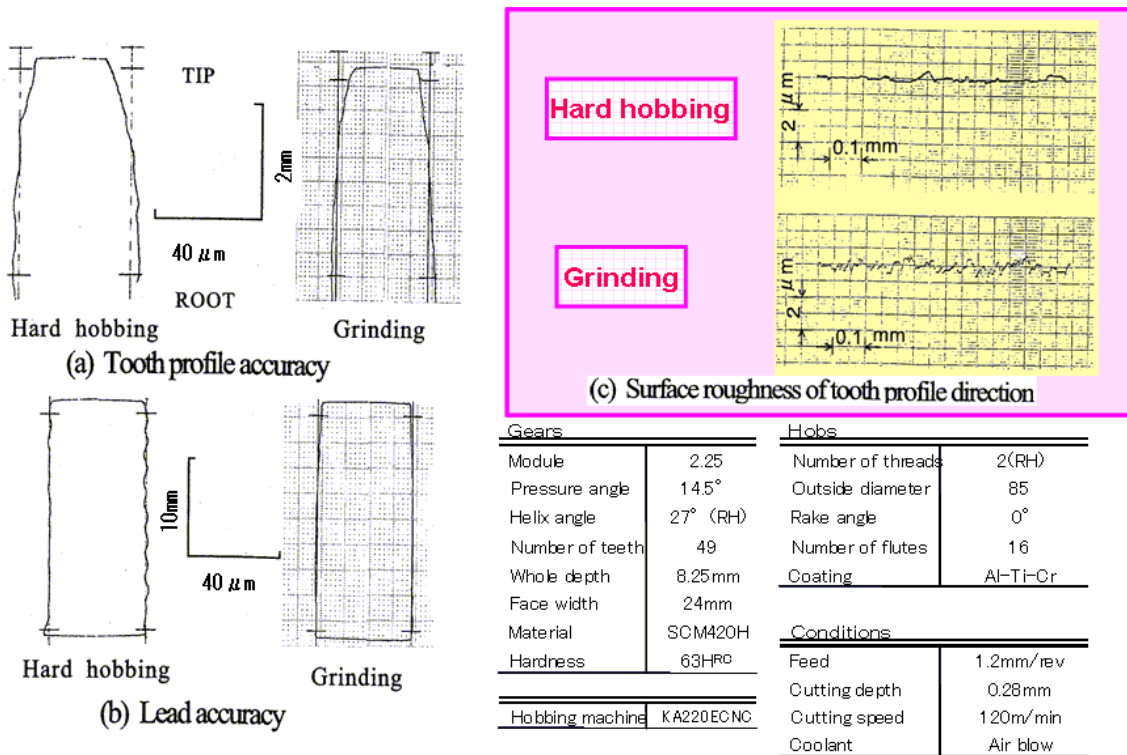 TIP
2mm
40 μm
ROOT
Hard hobbing
Grinding
(a) Tooth profile accuracy
10mm
40 μm
Hard hobbing
Grinding
(b) Lead accuracy
Hard hobbing
2 μm
0.1 mm
Grinding
2 μm
0.1 mm
(c) Surface roughness of tooth profile direction
Gears
Module 2.25
Pressure angle 14.5°
Helix angle 27° (RH)
Number of teeth 49
Whole depth 8.25mm
Face width 24mm
Material SCM420H
Hardness 63HRC
Hobbing machine KA220ECNC
Hobs
Number of threads 2(RH)
Outside diameter 85
Rake angle 0°
Number of flutes 16
Coating Al-Ti-Cr
Conditions
Feed 1.2mm/rev
Cutting depth 0.28mm
Cutting speed 120m/min
Coolant Air blow